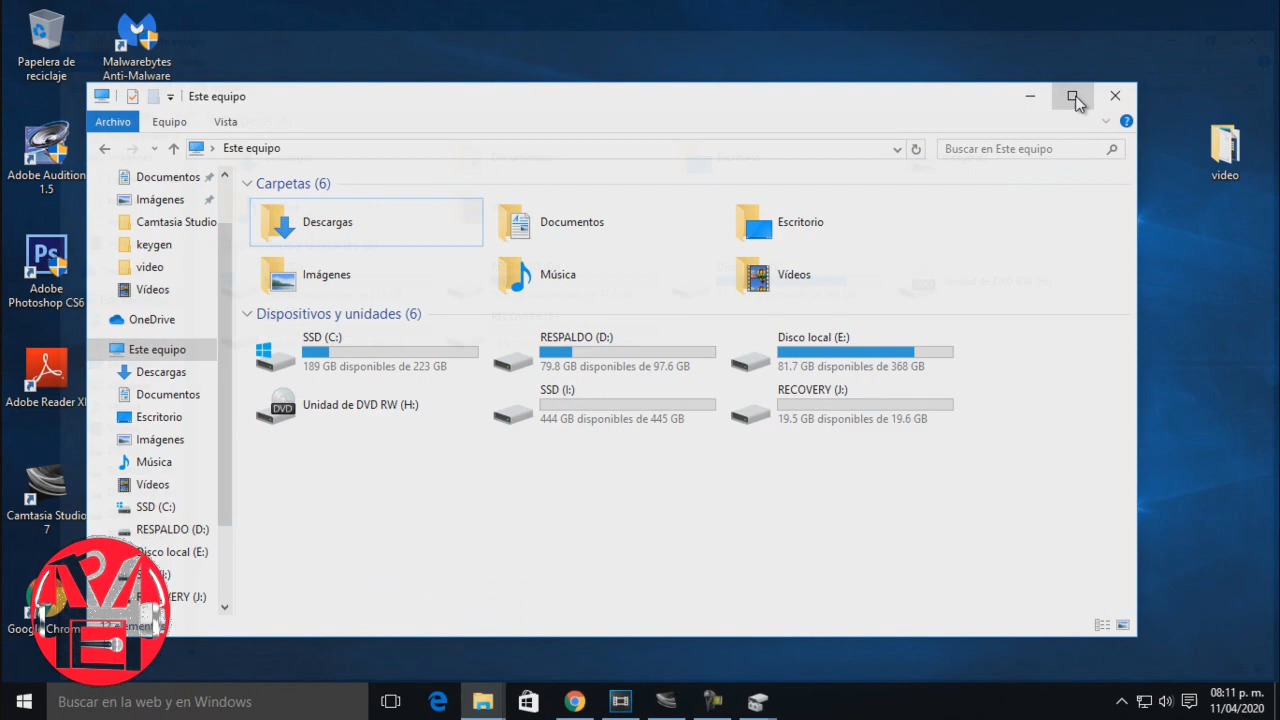 Papelera de
reciclaje
Malwarebytes
Anti-Malware
Adobe Audition
1.5
Adobe
Photoshop CS6
Adobe Reader XI
Camtasia Studio
7
Google Chrome
Este equipo
Archivo
Equipo
Vista
Este equipo
Buscar en Este equipo
Documentos
Imágenes
Camtasia Studio
keygen
video
Vídeos
OneDrive
Este equipo
Descargas
Documentos
Escritorio
Imágenes
Música
Vídeos
SSD (C:)
RESPALDO (D:)
Disco local (E:)
(I:)
VERY (J:)
Carpetas (6)
Descargas
Documentos
Escritorio
Imágenes
Música
Vídeos
Dispositivos y unidades (6)
SSD (C:)
189 GB disponibles de 223 GB
RESPALDO (D:)
79.8 GB disponibles de 97.6 GB
Disco local (E:)
81.7 GB disponibles de 368 GB
DVD
Unidad de DVD RW (H:)
SSD (I:)
444 GB disponibles de 445 GB
RECOVERY (J:)
19.5 GB disponibles de 19.6 GB
video
Buscar en la web y en Windows
08:11 p. m.
11/04/2020